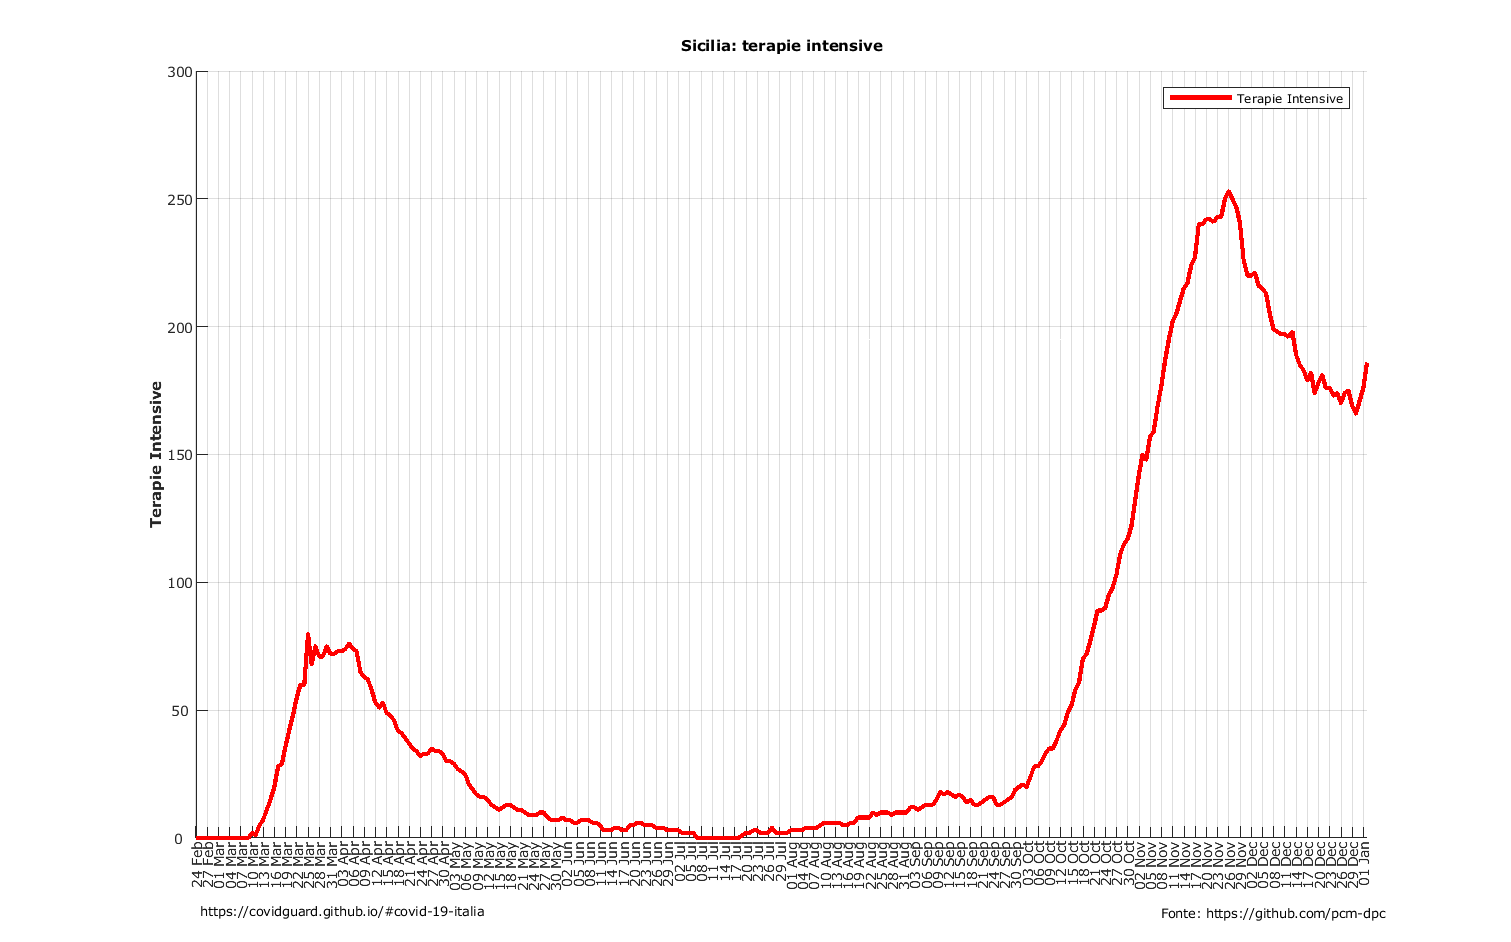 Sicilia: terapie intensive
300
250
200
150
100
50
0
Terapie Intensive
Terapie Intensive
24 Feb
27 Feb
01 Mar
04 Mar
07 Mar
10 Mar
13 Mar
16 Mar
19 Mar
22 Mar
25 Mar
28 Mar
31 Mar
03 Apr
06 Apr
09 Apr
12 Apr
15 Apr
18 Apr
21 Apr
24 Apr
27 Apr
30 Apr
03 May
06 May
09 May
12 May
15 May
18 May
21 May
24 May
27 May
30 May
02 Jun
05 Jun
08 Jun
11 Jun
14 Jun
17 Jun
20 Jun
23 Jun
26 Jun
29 Jun
02 Jul
05 Jul
08 Jul
11 Jul
14 Jul
17 Jul
20 Jul
23 Jul
26 Jul
29 Jul
01 Aug
04 Aug
07 Aug
10 Aug
13 Aug
16 Aug
19 Aug
22 Aug
25 Aug
28 Aug
31 Aug
03 Sep
06 Sep
09 Sep
12 Sep
15 Sep
18 Sep
21 Sep
24 Sep
27 Sep
30 Sep
03 Oct
06 Oct
09 Oct
12 Oct
15 Oct
18 Oct
21 Oct
24 Oct
27 Oct
30 Oct
02 Nov
05 Nov
08 Nov
11 Nov
14 Nov
17 Nov
20 Nov
23 Nov
26 Nov
29 Nov
02 Dec
05 Dec
08 Dec
11 Dec
14 Dec
17 Dec
20 Dec
23 Dec
26 Dec
29 Dec
01 Jan
https://covidguard.github.io/#covid-19-italia
Fonte: https://github.com/pcm-dpc